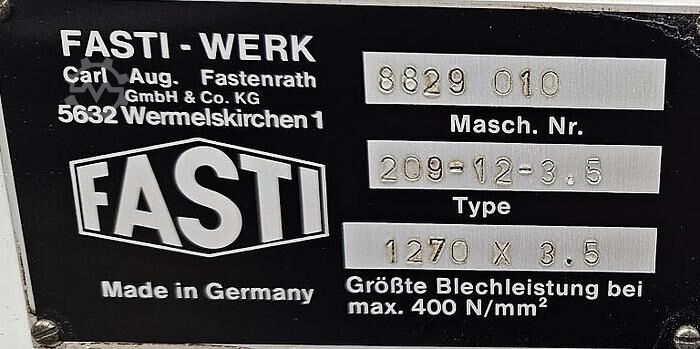 FASTI - WERK
Carl Aug. Fastenrath
GmbH & Co. KG
5632 Wermelskirchen 1
FASTI
Made in Germany
8829 010
Masch. Nr.
209-12-3.5
Type
1270 X 3.5
Größte Blechleistung bei
max. 400 N/mm²